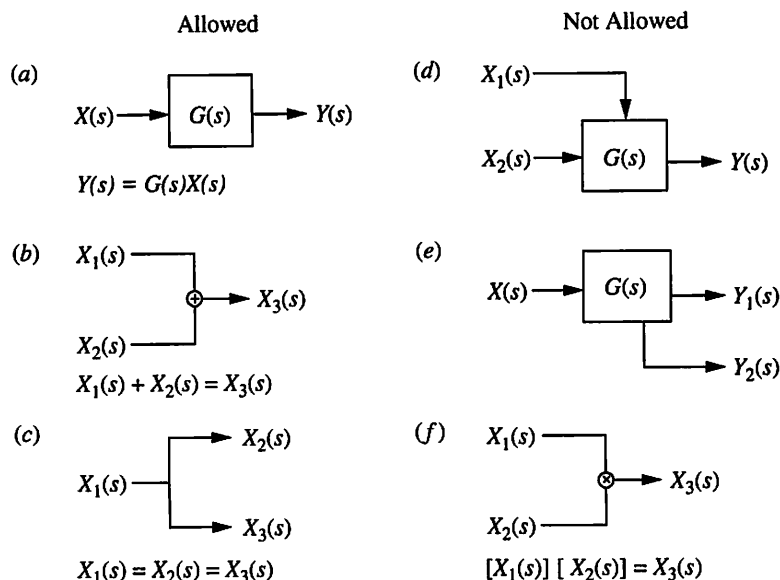 Allowed
Not Allowed
(a)
X(s)
G(s)
Y(s)
Y(s) = G(s)X(s)
(d)
X₁(s)
X₂(s)
G(s)
Y(s)
(b)
X₁(s)
X₂(s)
+
X₃(s)
X₁(s) + X₂(s) = X₃(s)
(e)
X(s)
G(s)
Y₁(s)
Y₂(s)
(c)
X₁(s)
X₂(s)
X₃(s)
X₁(s) = X₂(s) = X₃(s)
(f)
X₁(s)
X₂(s)
×
X₃(s)
[X₁(s)] [ X₂(s)] = X₃(s)